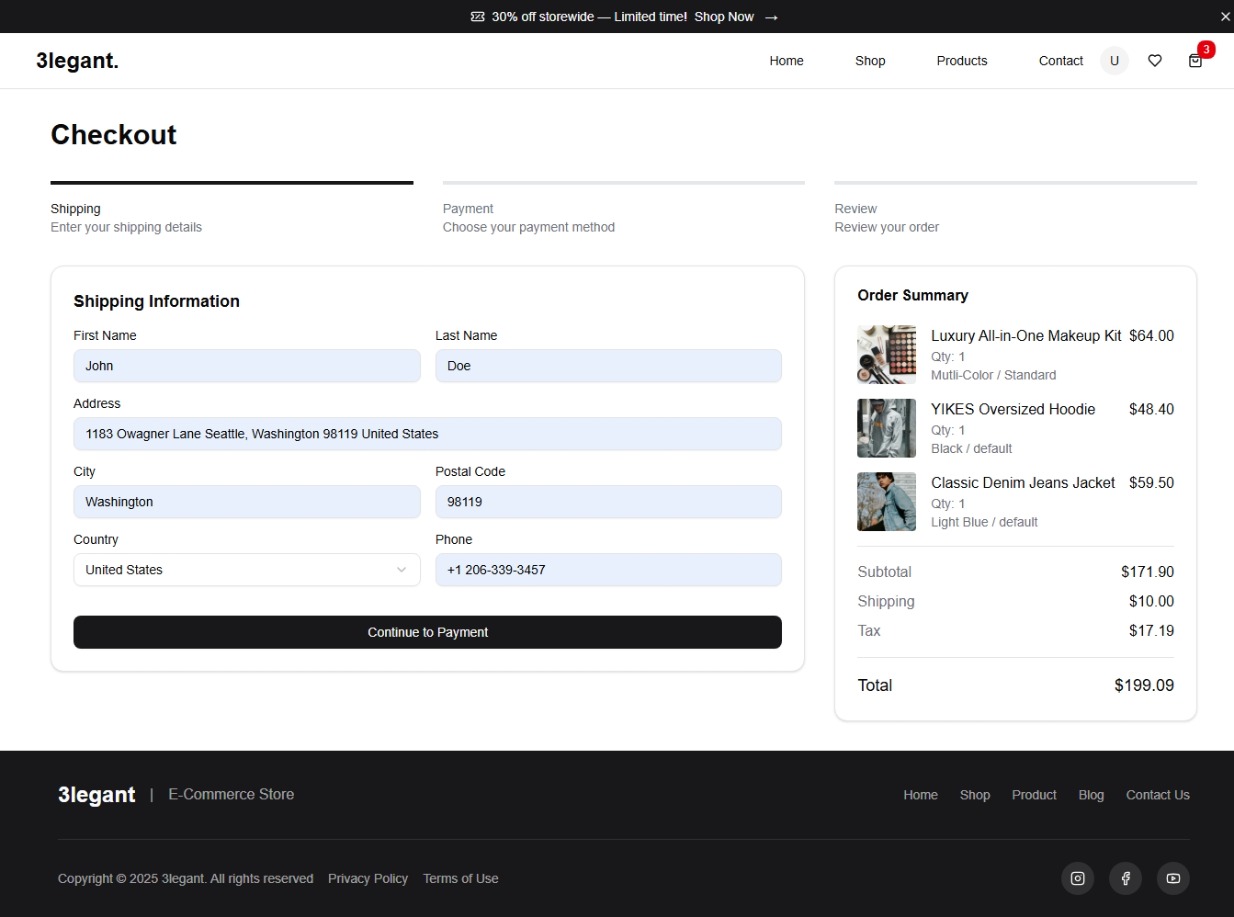 30% off storewide — Limited time! Shop Now →
3legant.
Home
Shop
Products
Contact
U
3
Checkout
Shipping
Enter your shipping details
Payment
Choose your payment method
Review
Review your order
Shipping Information
First Name
Last Name
John
Doe
Address
1183 Owagner Lane Seattle, Washington 98119 United States
City
Postal Code
Washington
98119
Country
Phone
United States
+1 206-339-3457
Continue to Payment
Order Summary
Luxury All-in-One Makeup Kit $64.00
Qty: 1
Mutli-Color / Standard
YIKES Oversized Hoodie $48.40
Qty: 1
Black / default
Classic Denim Jeans Jacket $59.50
Qty: 1
Light Blue / default
Subtotal $171.90
Shipping $10.00
Tax $17.19
Total $199.09
3legant | E-Commerce Store
Home
Shop
Product
Blog
Contact Us
Copyright © 2025 3legant. All rights reserved
Privacy Policy
Terms of Use